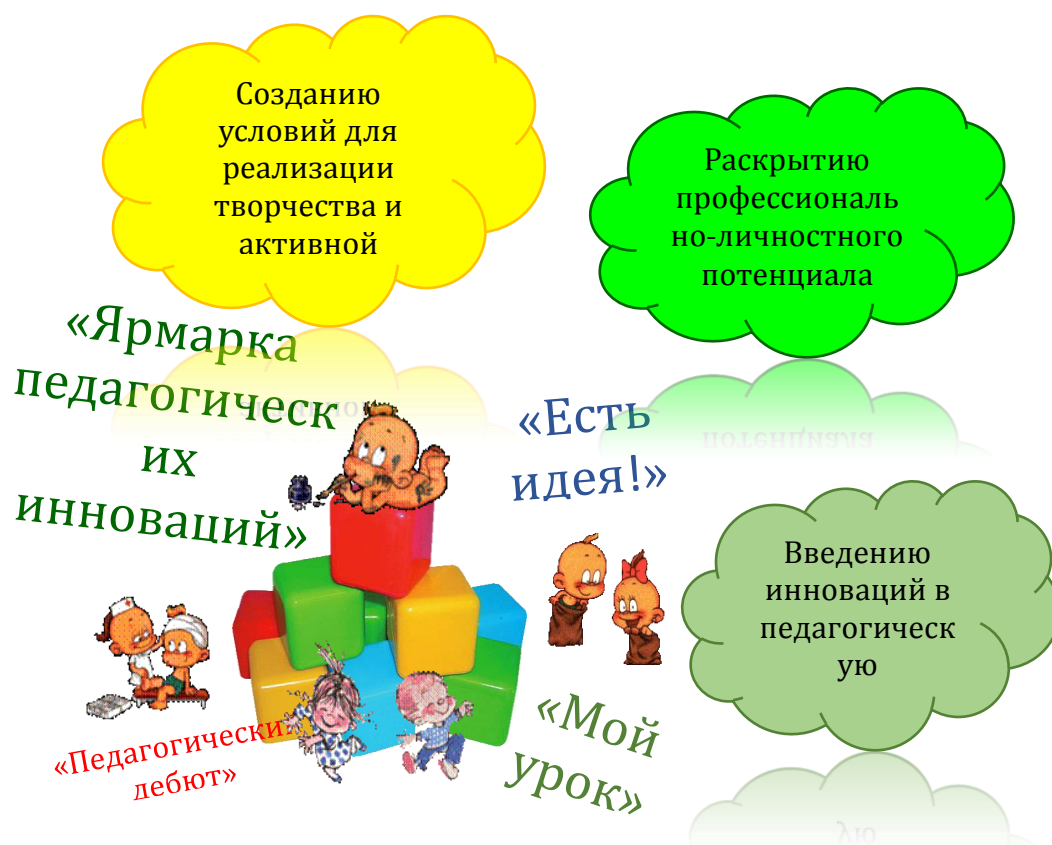 Созданию
условий для
реализации
творчества и
активной
Раскрытию
профессиональ
но-личностного
потенциала
«Ярмарка
педагогическ
их
инноваций»
«Есть
идея!»
Введению
инноваций в
педагогическ
ую
«Педагогически
дебют»
«Мой
урок»